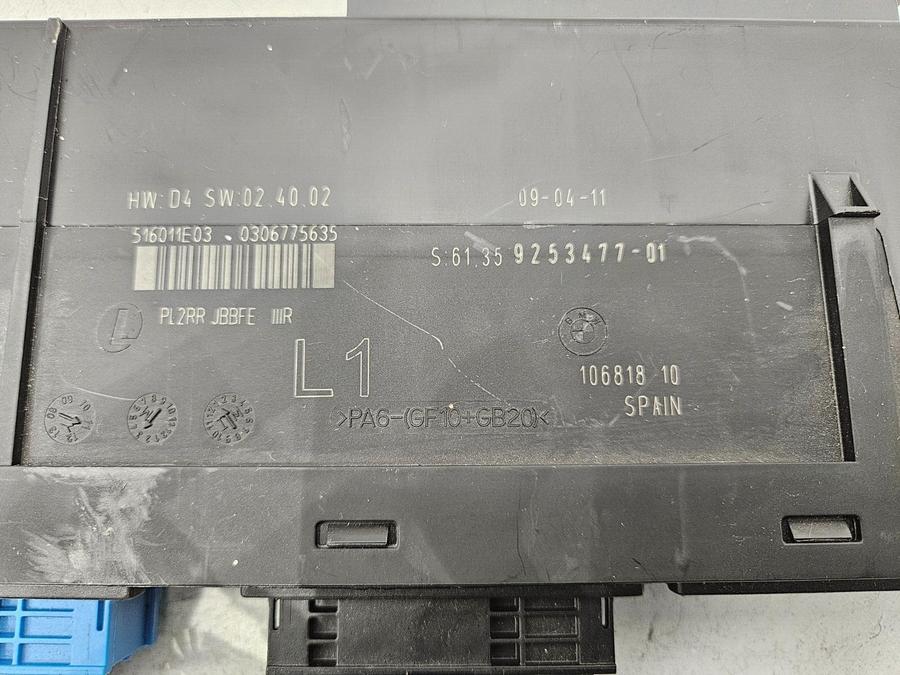 HW:D4 SW:02.40.02
09-04-11
516011E03 0306775635
S:61.35 9253477-01
PL2RR JBBFE IIIR
BMW
L1
106818 10
SPAIN
>PA6-(GF10+GB20)<